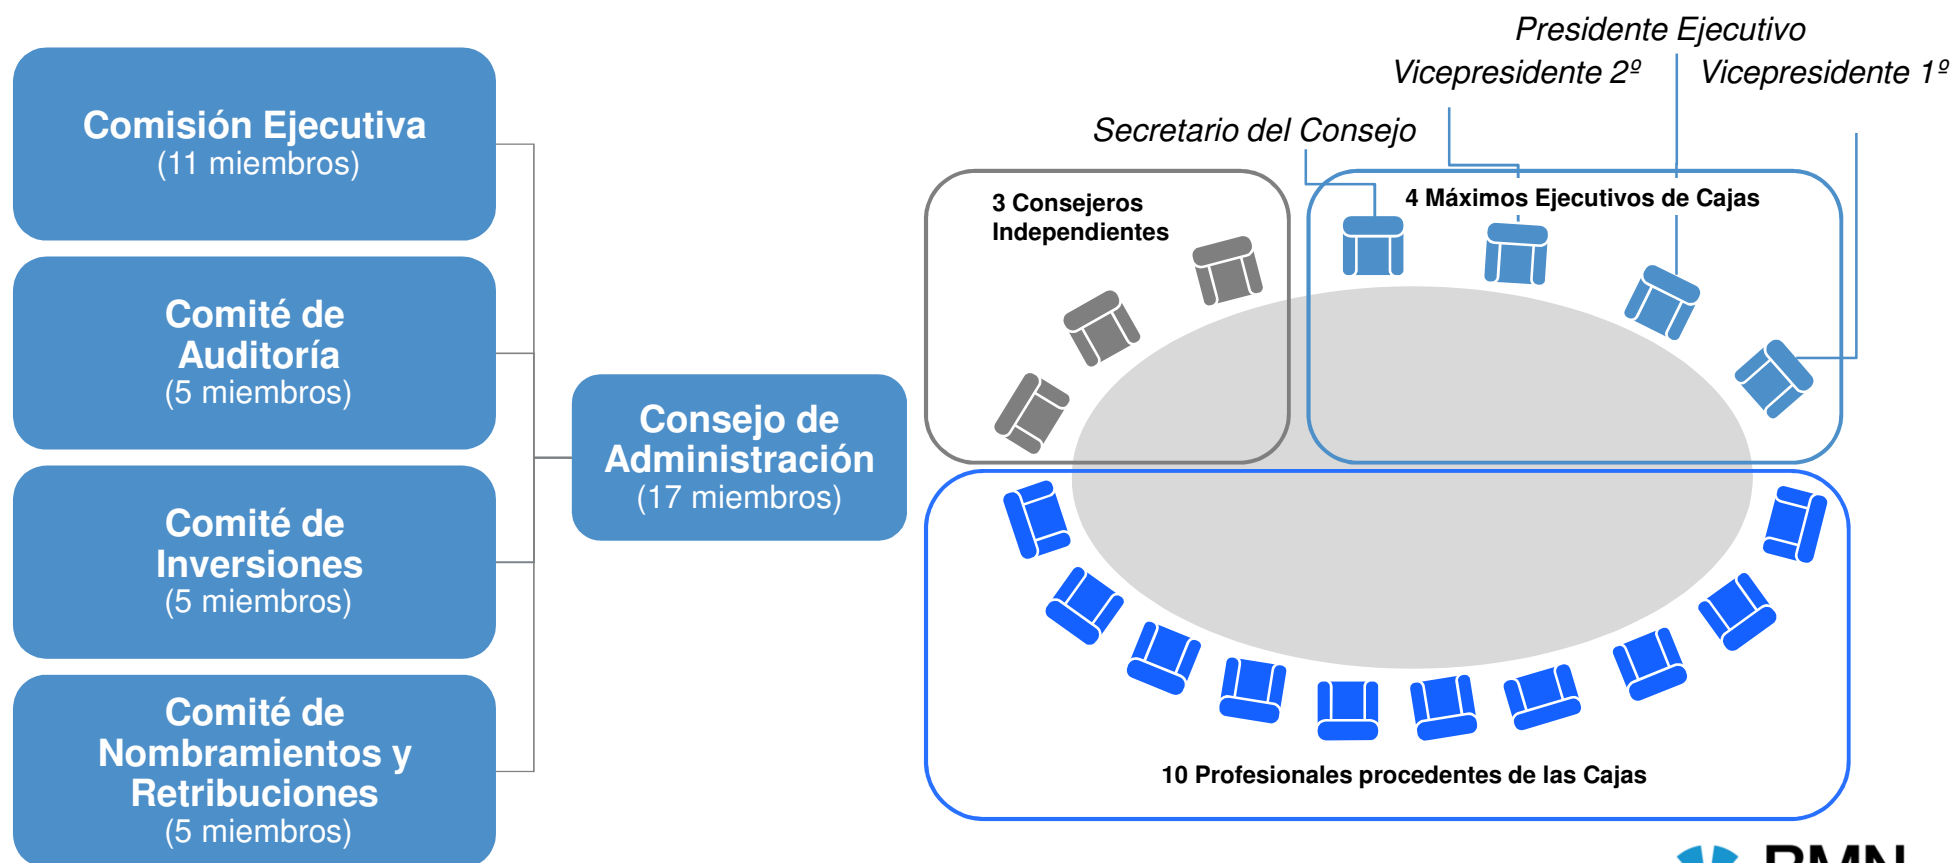 Comisión Ejecutiva
(11 miembros)
Comité de
Auditoría
(5 miembros)
Comité de
Inversiones
(5 miembros)
Comité de
Nombramientos y
Retribuciones
(5 miembros)
Consejo de
Administración
(17 miembros)
Presidente Ejecutivo
Vicepresidente 2º
Vicepresidente 1º
Secretario del Consejo
3 Consejeros
Independientes
4 Máximos Ejecutivos de Cajas
10 Profesionales procedentes de las Cajas
BMN